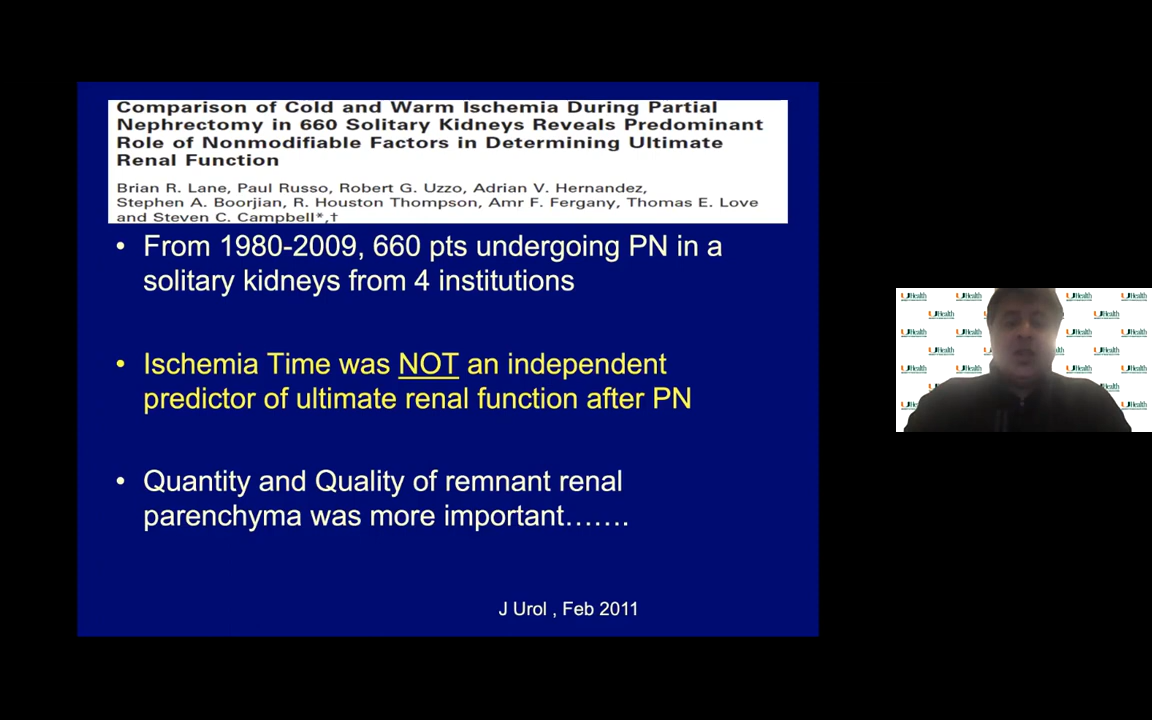 Comparison of Cold and Warm Ischemia During Partial
Nephrectomy in 660 Solitary Kidneys Reveals Predominant
Role of Nonmodifiable Factors in Determining Ultimate
Renal Function
Brian R. Lane, Paul Russo, Robert G. Uzzo, Adrian V. Hernandez,
Stephen A. Boorjian, R. Houston Thompson, Amr F. Fergany, Thomas E. Love
and Steven C. Campbell*,†
• From 1980-2009, 660 pts undergoing PN in a
solitary kidneys from 4 institutions
• Ischemia Time was NOT an independent
predictor of ultimate renal function after PN
• Quantity and Quality of remnant renal
parenchyma was more important…….
J Urol , Feb 2011
UHealth
UHealth
UHealth
UHealth